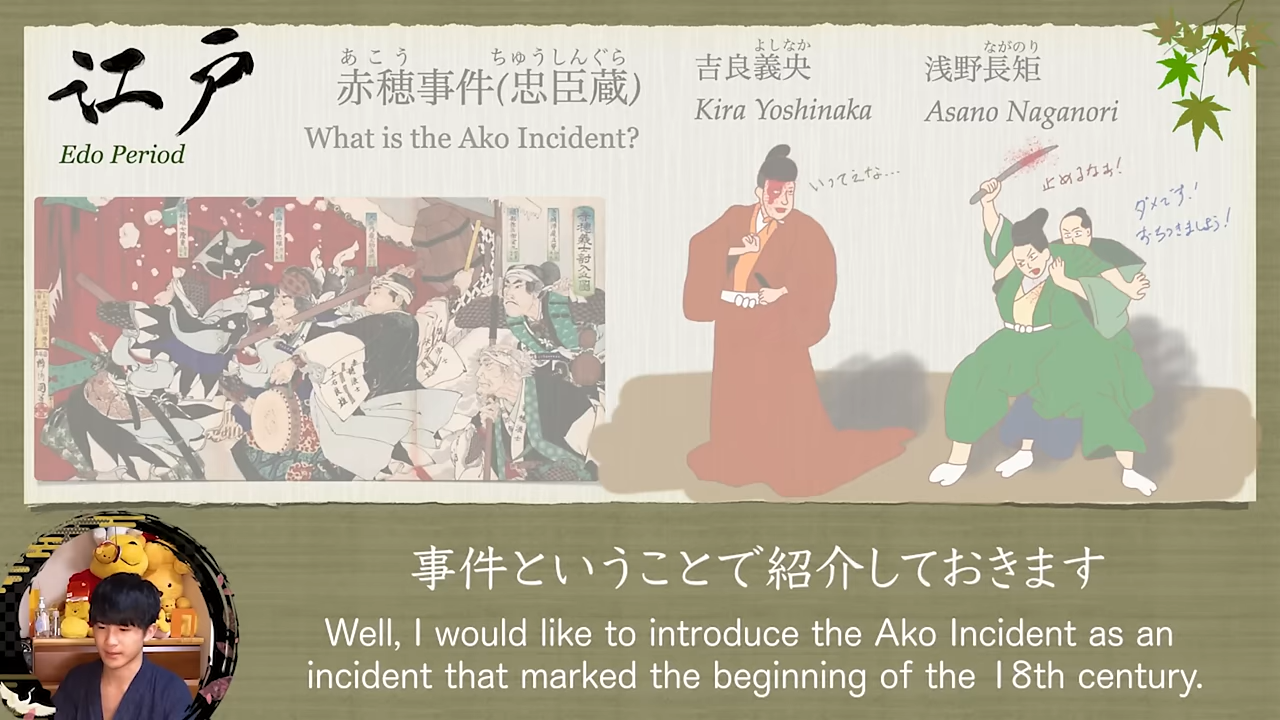 江戸
Edo Period
あこう ちゅうしんぐら
赤穂事件(忠臣蔵)
What is the Ako Incident?
よしなか
吉良義央
Kira Yoshinaka
ながのり
浅野長矩
Asano Naganori
いってえな...
止めるなぁ!
ダメです!
おちつきましょう!
事件ということで紹介しておきます
Well, I would like to introduce the Ako Incident as an
incident that marked the beginning of the 18th century.